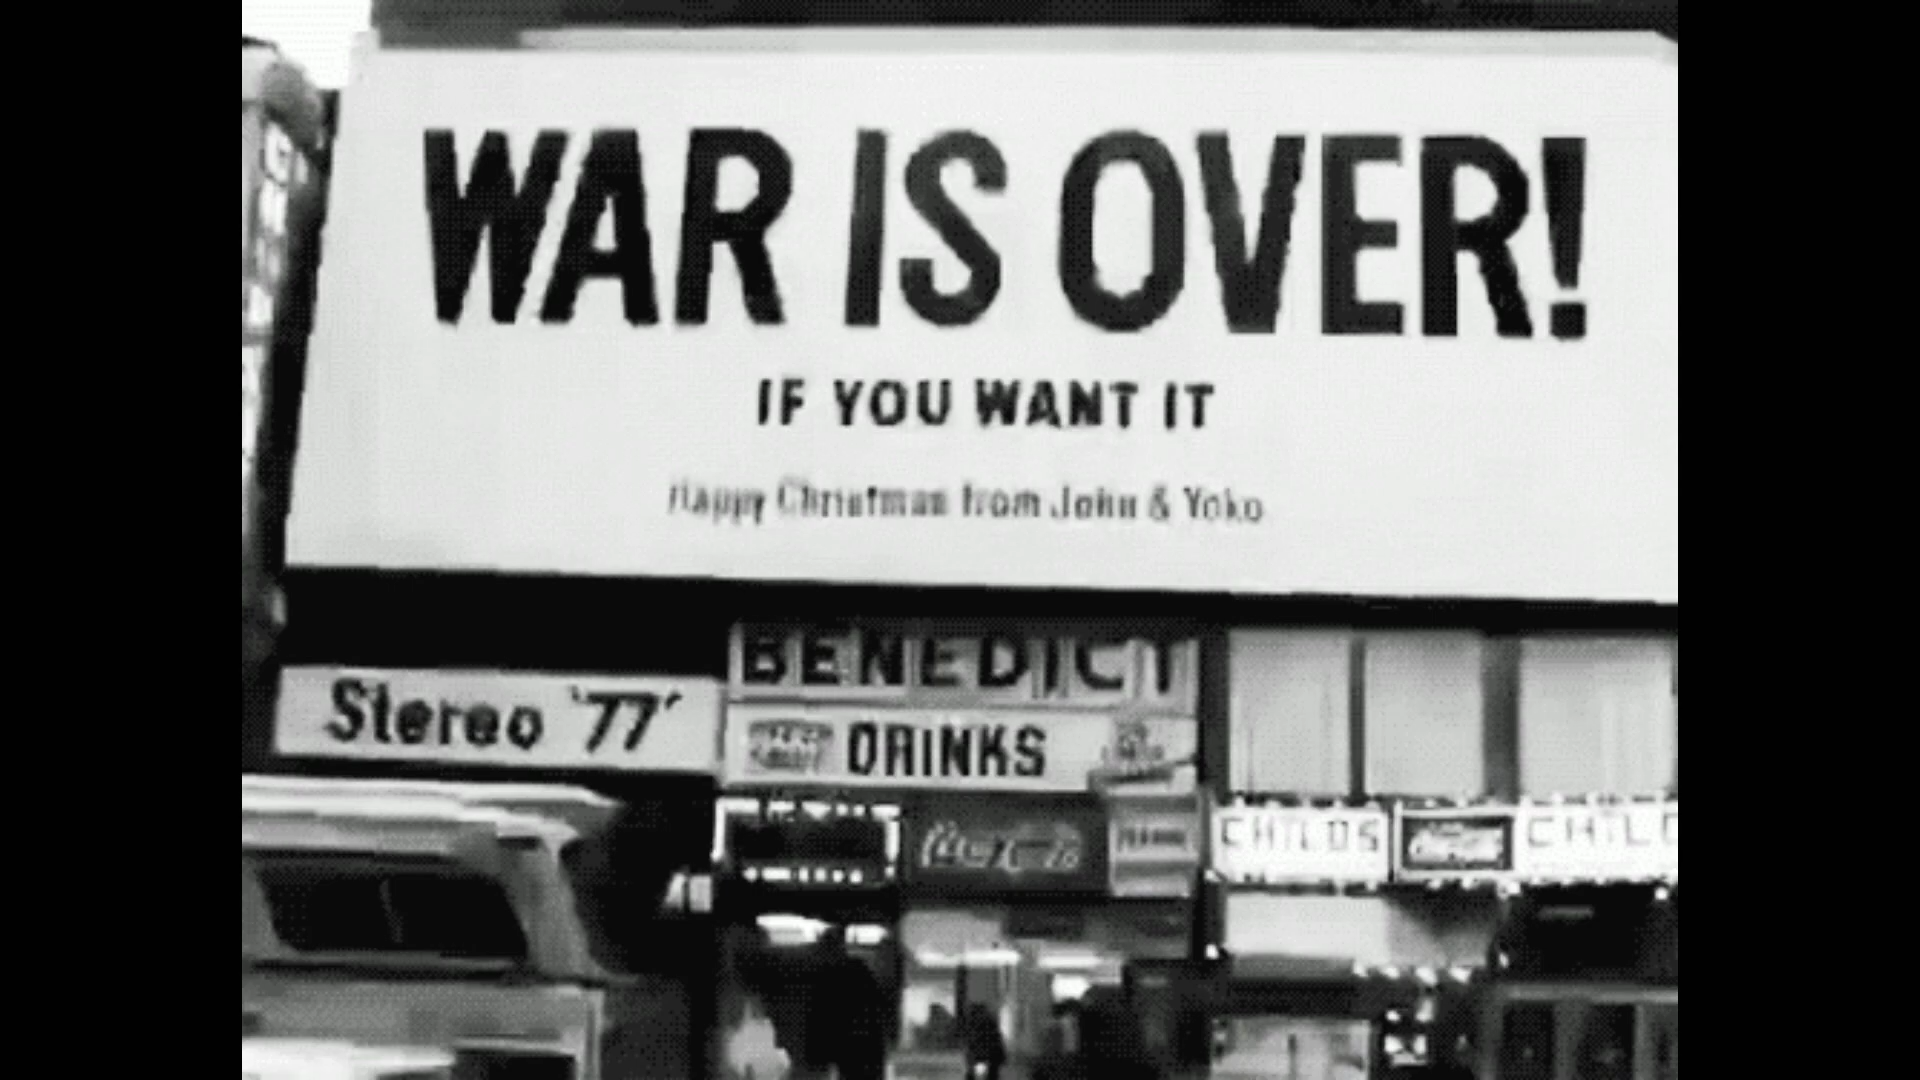 WAR IS OVER!
IF YOU WANT IT
Happy Christmas from John & Yoko
BENEDICT
Stereo '77'
DRINKS
Coca-Cola
CHILDS
CHILD